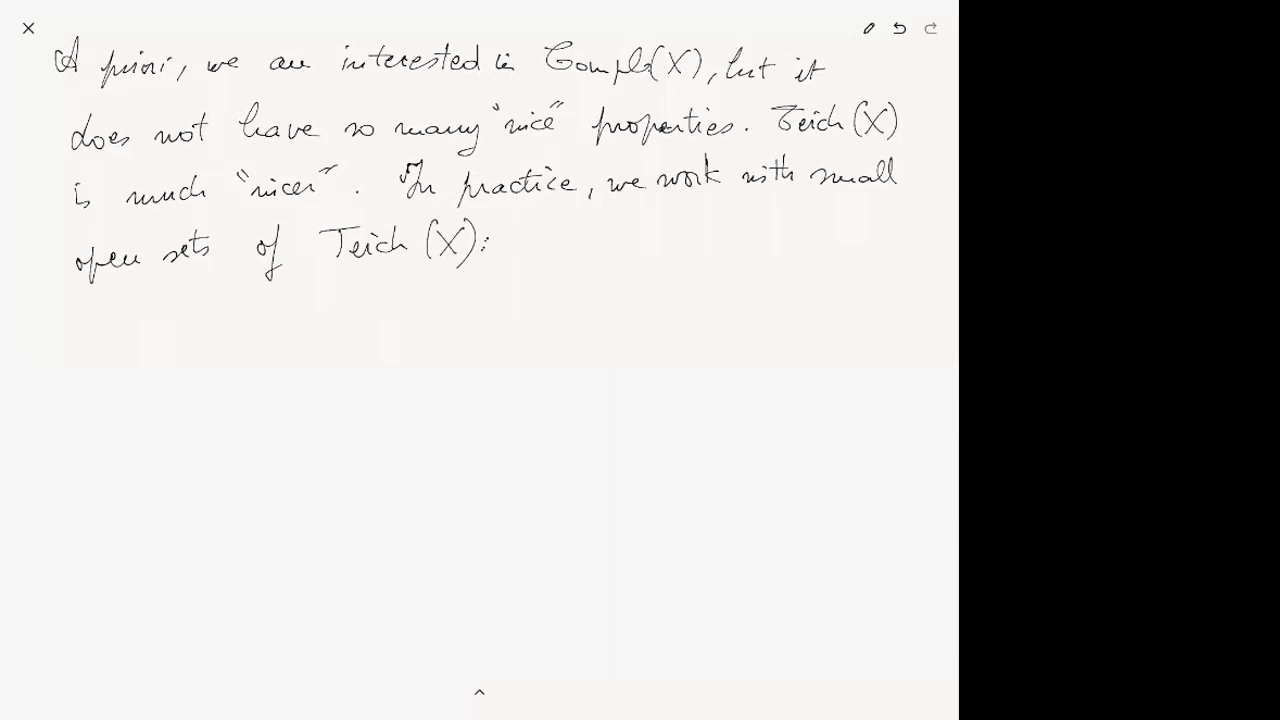 A priori, we are interested in Compl(X), but it
does not have so many "nice" properties. Teich(X)
is much "nicer". In practice, we work with small
open sets of Teich(X):